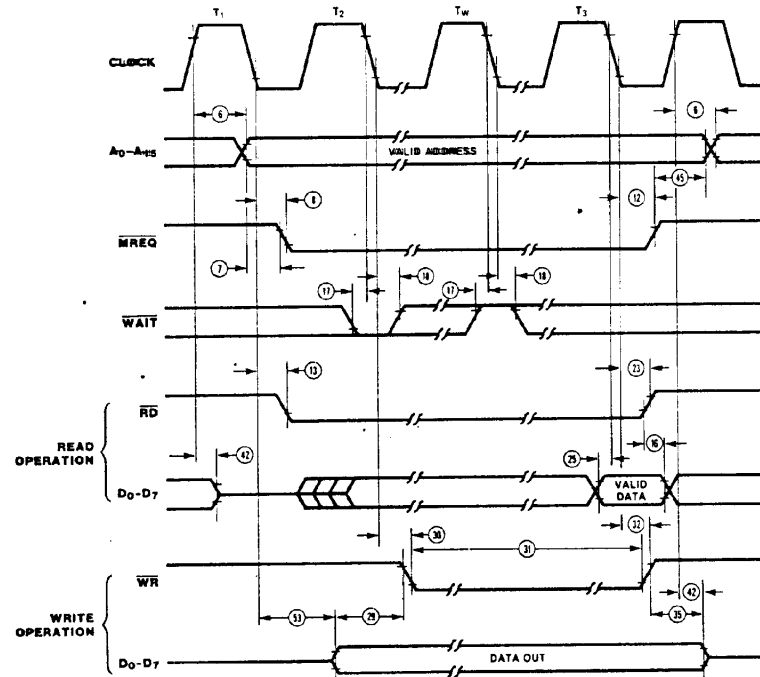 T1 T2 TW T3
CLOCK
6 6
A0-A15 VALID ADDRESS
8 12 45
MREQ
7
17 18 17 18
WAIT
13 23
RD
READ
OPERATION
42 25 16
D0-D7 VALID
DATA
30 32
31
WR
42
WRITE
OPERATION
53 29 35
D0-D7 DATA OUT